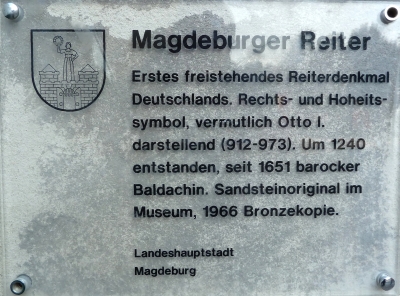 Magdeburger Reiter
Erstes freistehendes Reiterdenkmal
Deutschlands. Rechts- und Hoheits-
symbol, vermutlich Otto I.
darstellend (912-973). Um 1240
entstanden, seit 1651 barocker
Baldachin. Sandsteinoriginal im
Museum, 1966 Bronzekopie.
Landeshauptstadt
Magdeburg